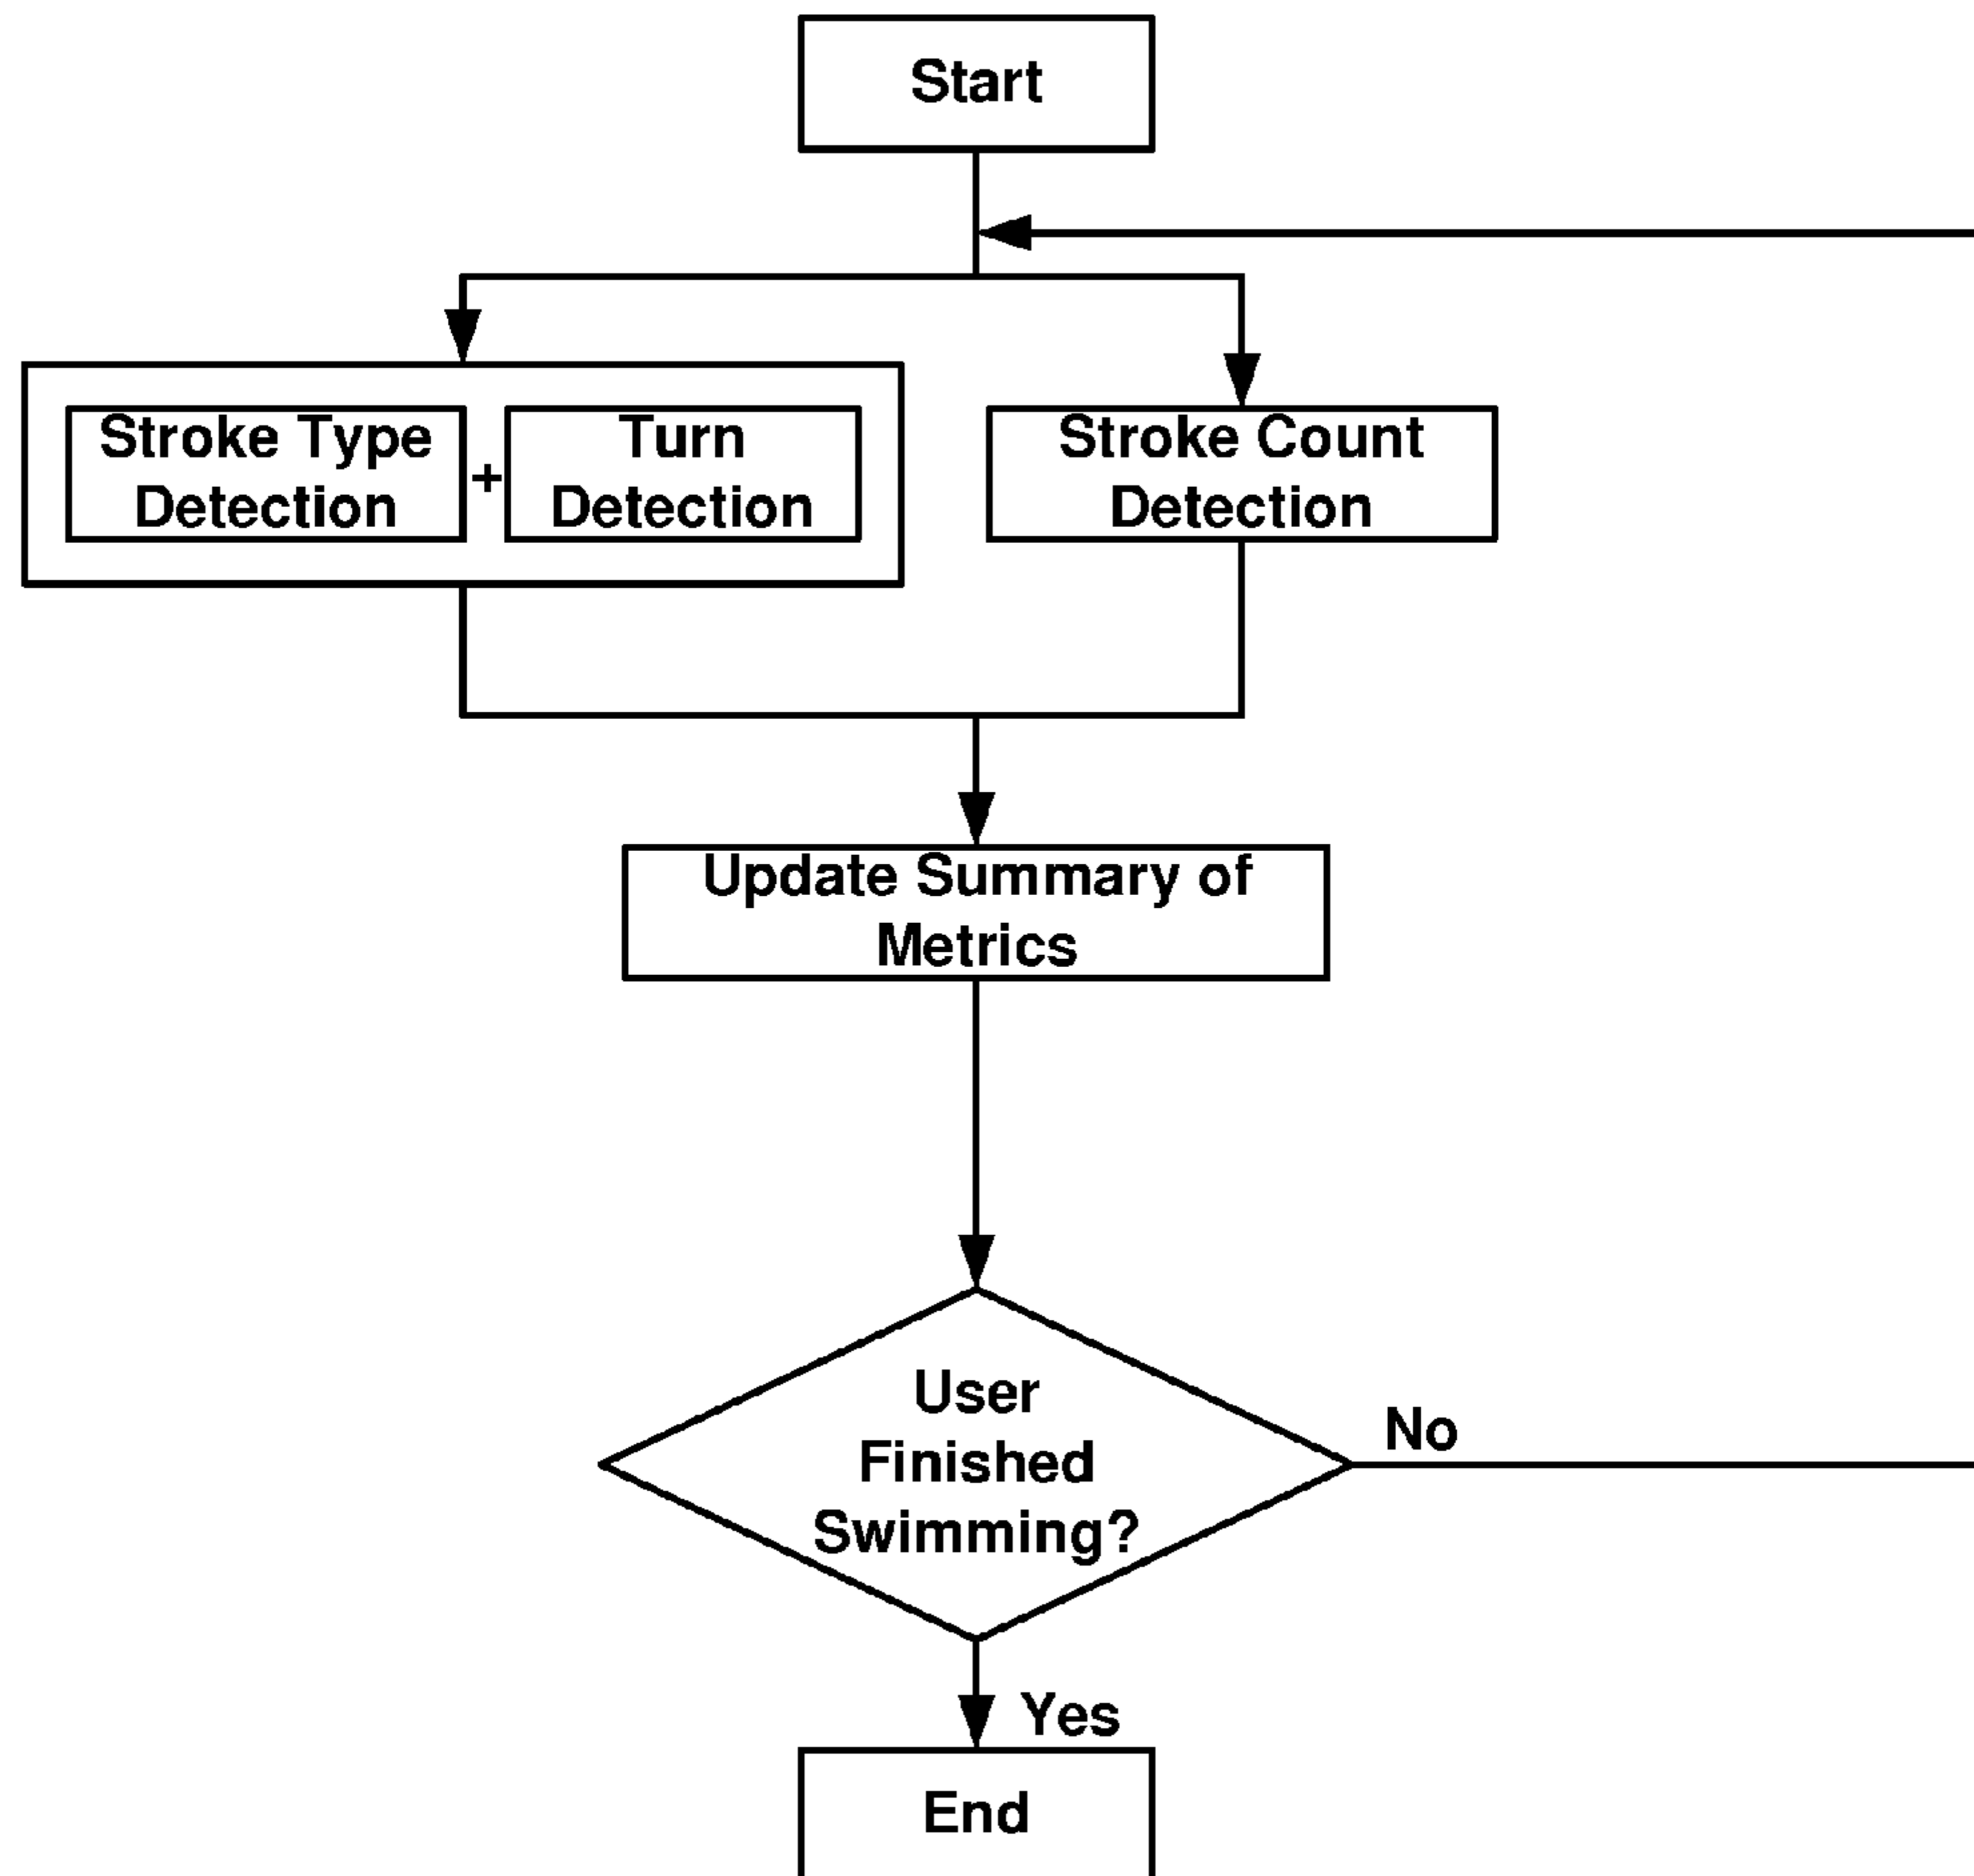 Start
Stroke Type
Detection
+
Turn
Detection
Stroke Count
Detection
Update Summary of
Metrics
User
Finished
Swimming?
No
Yes
End